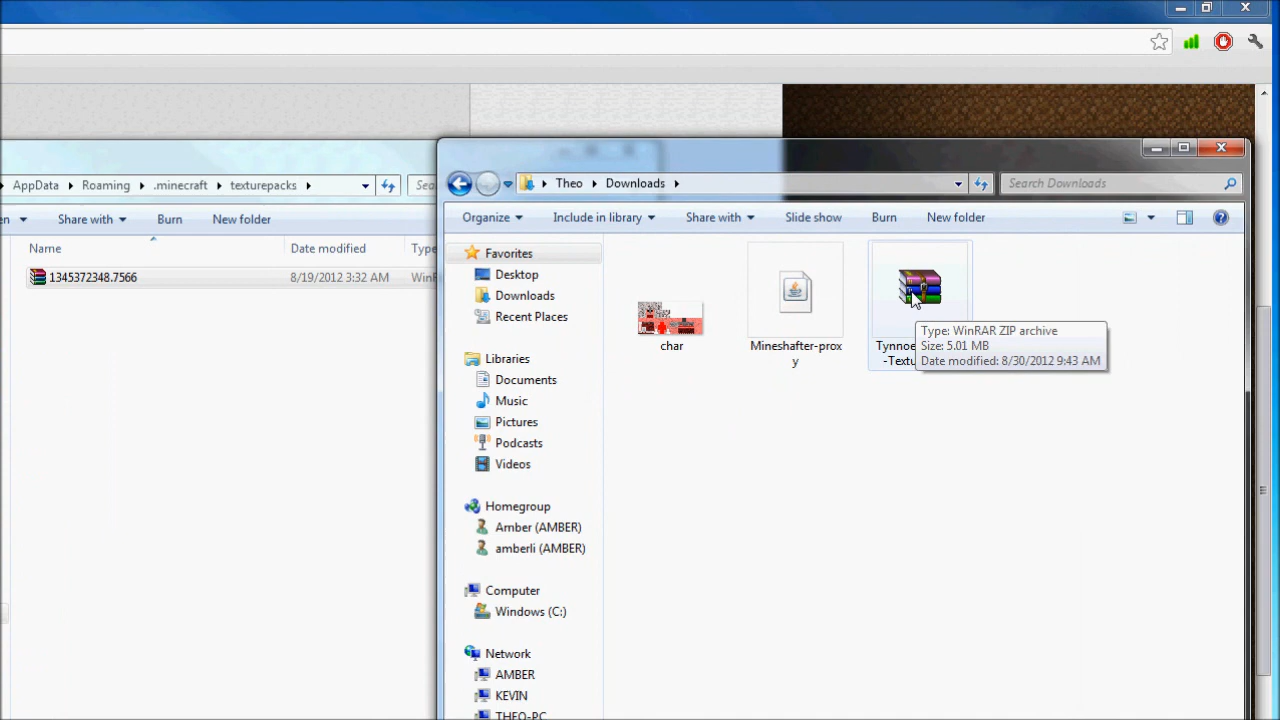 AppData
Roaming
.minecraft
texturepacks
Share with
Burn
New folder
Name
Date modified
1345372348.7566
8/19/2012 3:32 AM
Theo
Downloads
Search Downloads
Organize
Include in library
Share with
Slide show
Burn
New folder
Favorites
Desktop
Downloads
Recent Places
Libraries
Documents
Music
Pictures
Podcasts
Videos
Homegroup
Amber (AMBER)
amberli (AMBER)
Computer
Windows (C:)
Network
AMBER
KEVIN
THEO-PC
char
Mineshafter-prox
y
Type: WinRAR ZIP archive
Size: 5.01 MB
Date modified: 8/30/2012 9:43 AM